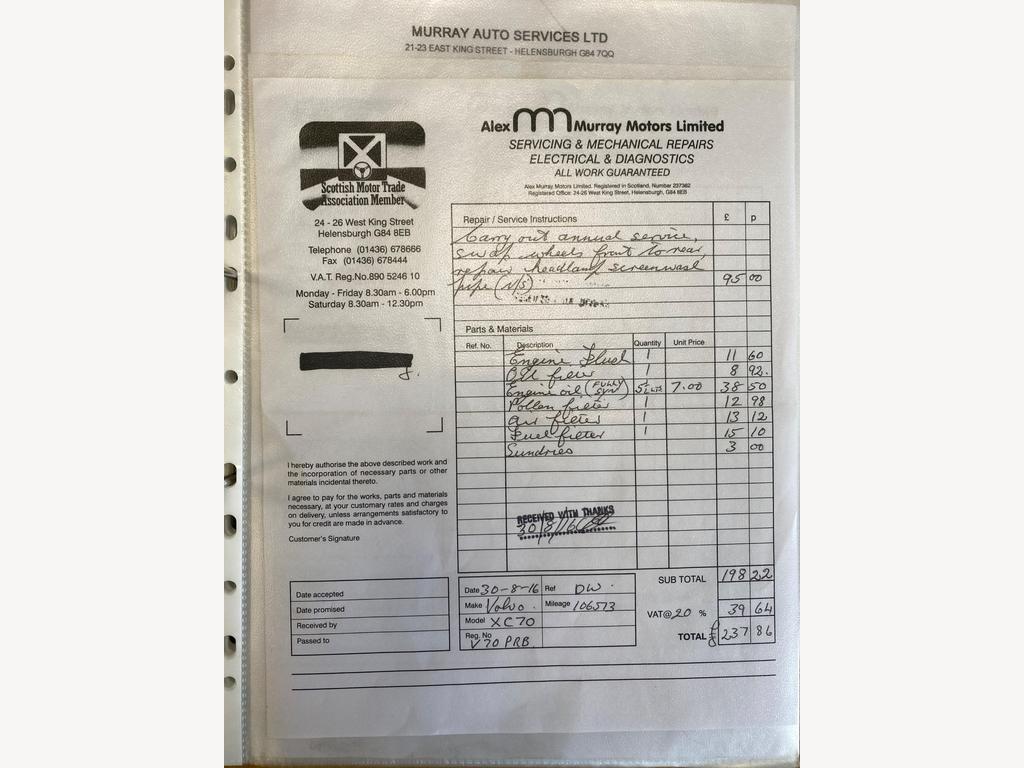 MURRAY AUTO SERVICES LTD
21-23 EAST KING STREET - HELENSBURGH G84 7QQ
Alex Murray Motors Limited
SERVICING & MECHANICAL REPAIRS
ELECTRICAL & DIAGNOSTICS
ALL WORK GUARANTEED
Alex Murray Motors Limited. Registered in Scotland, Number 237362
Registered Office: 24-26 West King Street, Helensburgh, G84 8EB
Scottish Motor Trade
Association Member
24 - 26 West King Street
Helensburgh G84 8EB
Telephone (01436) 678666
Fax (01436) 678444
V.A.T. Reg.No.890 5246 10
Monday - Friday 8.30am - 6.00pm
Saturday 8.30am - 12.30pm
Repair / Service Instructions £ p
Carry out annual service,
swap wheels front to rear,
repair headlamp screenwash
pipe (N/S) 95 00
Parts & Materials
Ref. No. Description Quantity Unit Price
Engine Flush 1 11 60
Oil filter 1 8 92
Engine oil (FULLY SYN) 5½ LTS 7.00 38 50
Pollen filter 1 12 98
air filter 1 13 12
Fuel filter 1 15 10
Sundries 3 00
RECEIVED WITH THANKS
30/8/16
I hereby authorise the above described work and
the incorporation of necessary parts or other
materials incidental thereto.
I agree to pay for the works, parts and materials
necessary, at your customary rates and charges
on delivery, unless arrangements satisfactory to
you for credit are made in advance.
Customer's Signature
Date accepted
Date promised
Received by
Passed to
Date 30-8-16 Ref DW
Make Volvo Mileage 106573
Model XC70
Reg. No V70 PRB
SUB TOTAL 198 22
VAT@ 20 % 39 64
TOTAL £237 86